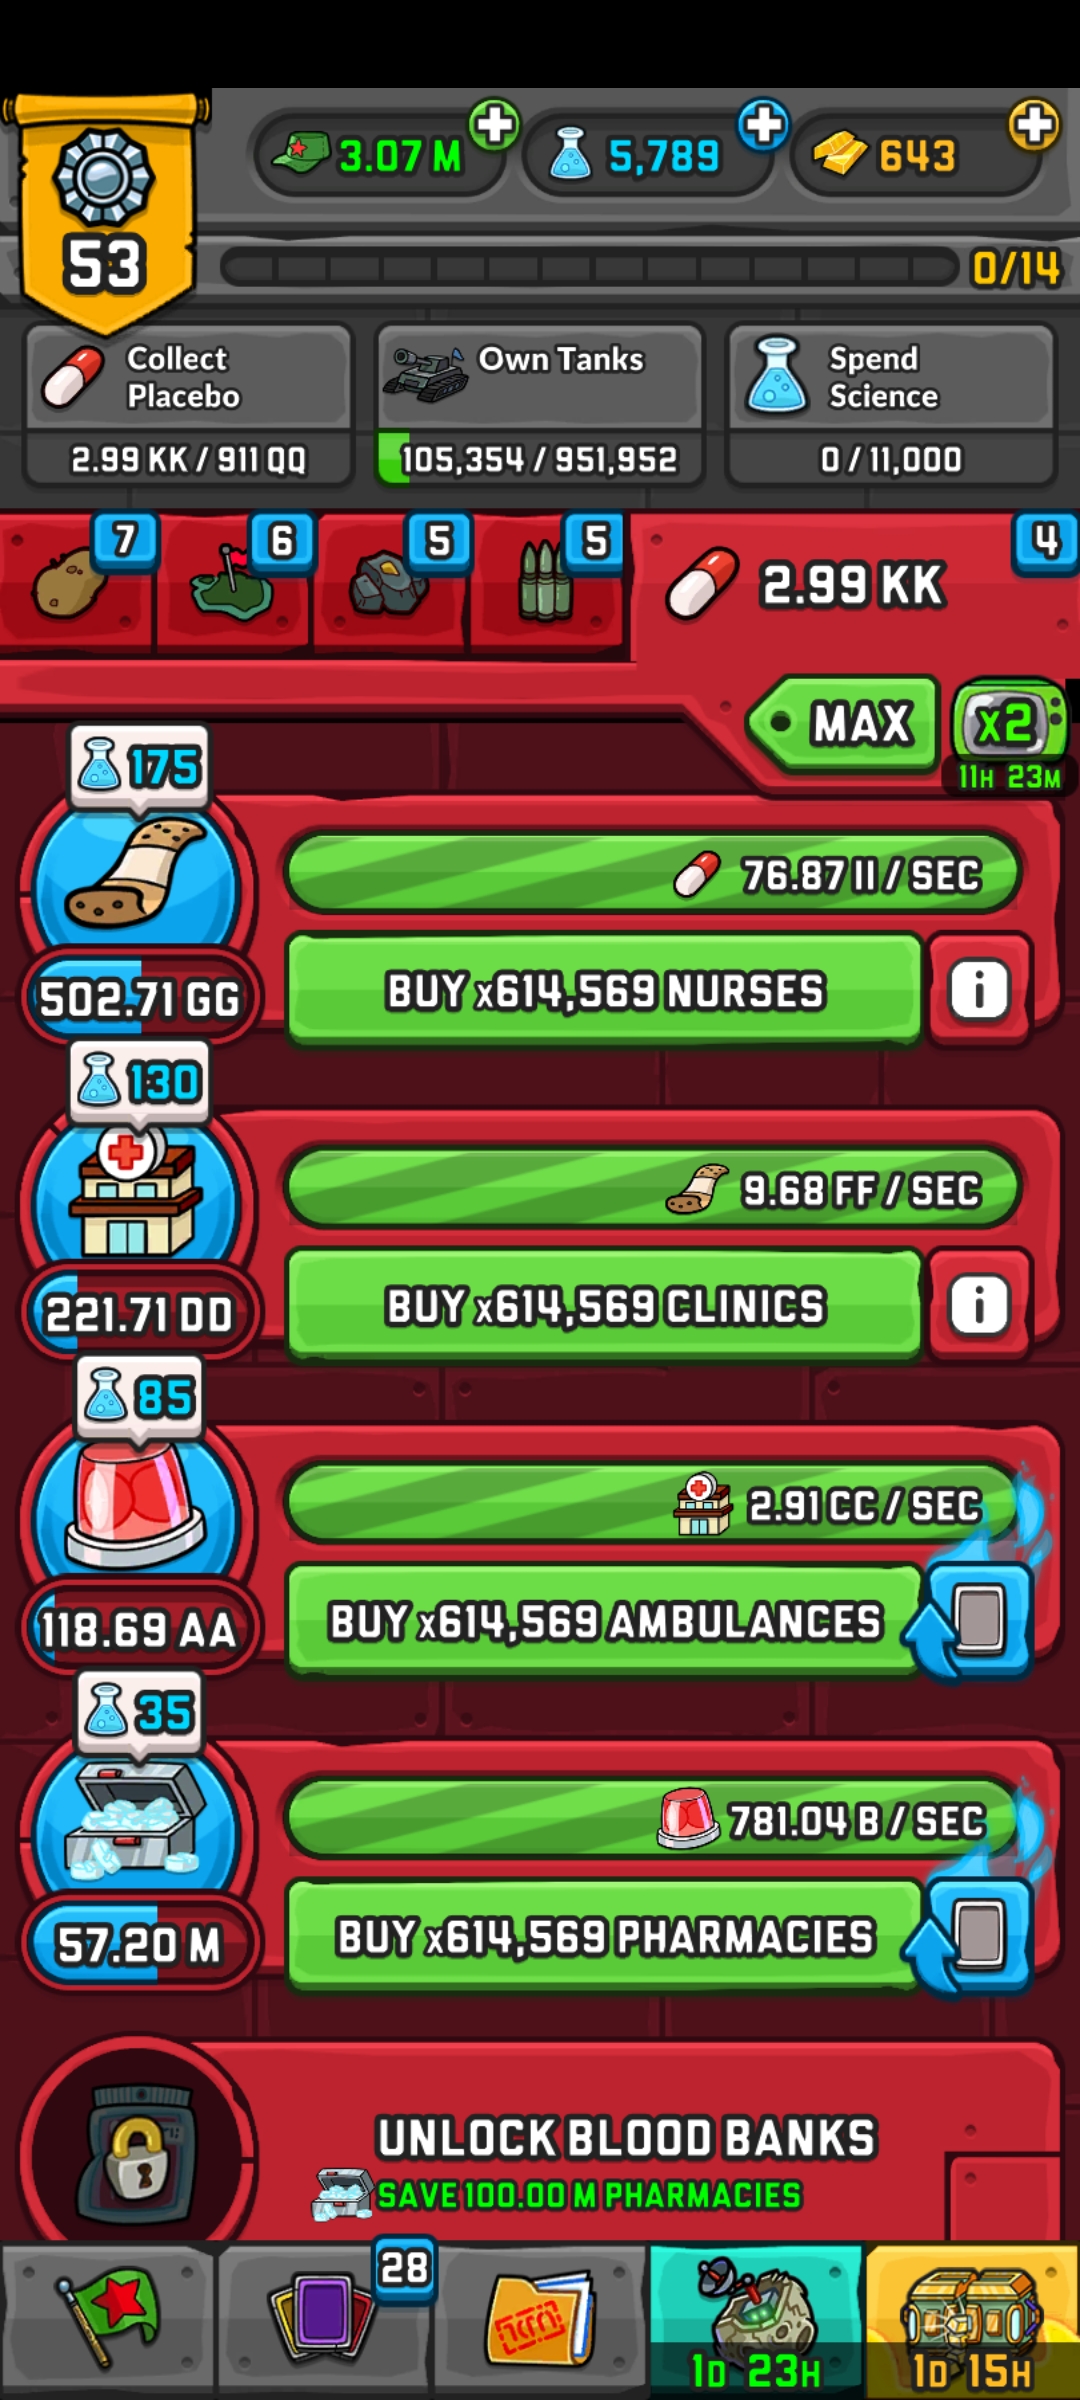 53
3.07 M
5,789
643
0/14
Collect
Placebo
2.99 KK / 911 QQ
Own Tanks
105,354 / 951,952
Spend
Science
0 / 11,000
7
6
5
5
2.99 KK
4
MAX
x2
11H 23M
175
76.87 II / SEC
502.71 GG
BUY x614,569 NURSES
i
130
9.68 FF / SEC
221.71 DD
BUY x614,569 CLINICS
i
85
2.91 CC / SEC
118.69 AA
BUY x614,569 AMBULANCES
35
781.04 B / SEC
57.20 M
BUY x614,569 PHARMACIES
UNLOCK BLOOD BANKS
SAVE 100.00 M PHARMACIES
28
1D 23H
1D 15H